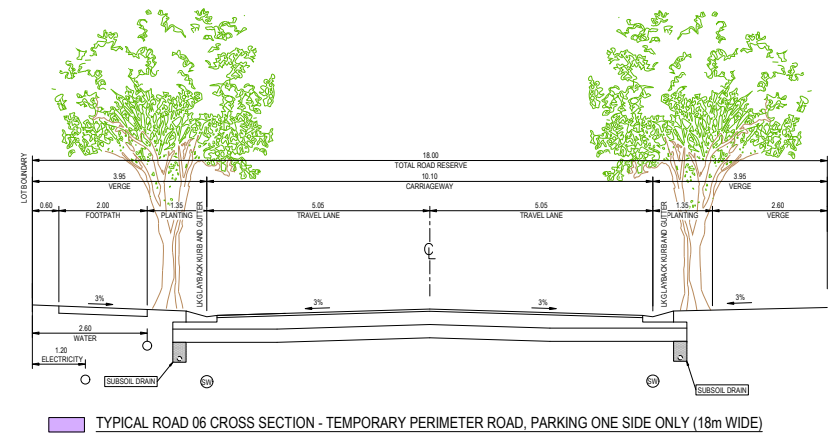 18.00
TOTAL ROAD RESERVE
LOT BOUNDARY
3.95
VERGE
10.10
CARRIAGEWAY
3.95
VERGE
0.60
2.00
FOOTPATH
1.35
PLANTING
LKG LAYBACK KURB AND GUTTER
5.05
TRAVEL LANE
5.05
TRAVEL LANE
LKG LAYBACK KURB AND GUTTER
1.35
PLANTING
2.60
VERGE
CL
3%
3%
3%
3%
2.60
WATER
1.20
ELECTRICITY
SUBSOIL DRAIN
SW
SW
SUBSOIL DRAIN
TYPICAL ROAD 06 CROSS SECTION - TEMPORARY PERIMETER ROAD, PARKING ONE SIDE ONLY (18m WIDE)